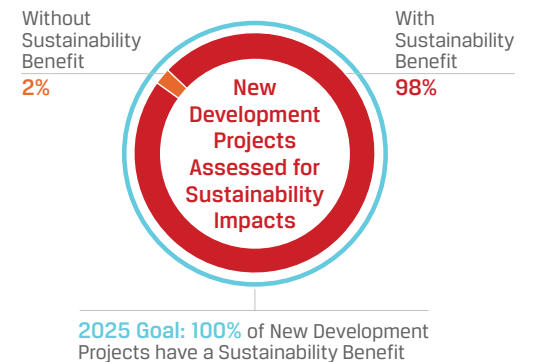 Without
Sustainability
Benefit
2%
With
Sustainability
Benefit
98%
New
Development
Projects
Assessed for
Sustainability
Impacts
2025 Goal: 100% of New Development
Projects have a Sustainability Benefit